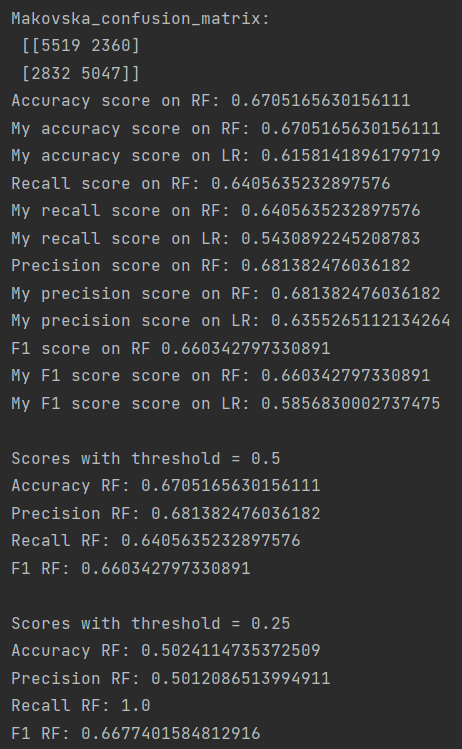 Makovska_confusion_matrix:
[[5519 2360]
[2832 5047]]
Accuracy score on RF: 0.6705165630156111
My accuracy score on RF: 0.6705165630156111
My accuracy score on LR: 0.6158141896179719
Recall score on RF: 0.6405635232897576
My recall score on RF: 0.6405635232897576
My recall score on LR: 0.5430892245208783
Precision score on RF: 0.681382476036182
My precision score on RF: 0.681382476036182
My precision score on LR: 0.6355265112134264
F1 score on RF 0.660342797330891
My F1 score score on RF: 0.660342797330891
My F1 score score on LR: 0.5856830002737475
Scores with threshold = 0.5
Accuracy RF: 0.6705165630156111
Precision RF: 0.681382476036182
Recall RF: 0.6405635232897576
F1 RF: 0.660342797330891
Scores with threshold = 0.25
Accuracy RF: 0.5024114735372509
Precision RF: 0.5012086513994911
Recall RF: 1.0
F1 RF: 0.6677401584812916